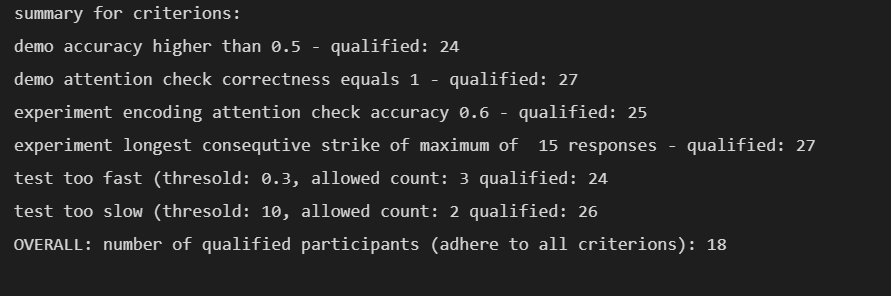 summary for criterions:
demo accuracy higher than 0.5 - qualified: 24
demo attention check correctness equals 1 - qualified: 27
experiment encoding attention check accuracy 0.6 - qualified: 25
experiment longest consequtive strike of maximum of  15 responses - qualified: 27
test too fast (thresold: 0.3, allowed count: 3 qualified: 24
test too slow (thresold: 10, allowed count: 2 qualified: 26
OVERALL: number of qualified participants (adhere to all criterions): 18